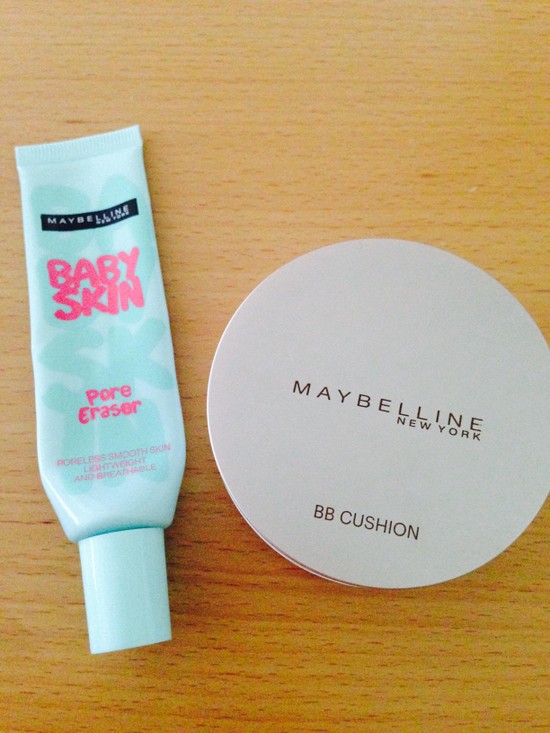 MAYBELLINE
NEW YORK
BABY
SKIN
Pore
Eraser
PORELESS SMOOTH SKIN
LIGHTWEIGHT
AND BREATHABLE
MAYBELLINE
NEW YORK
BB CUSHION